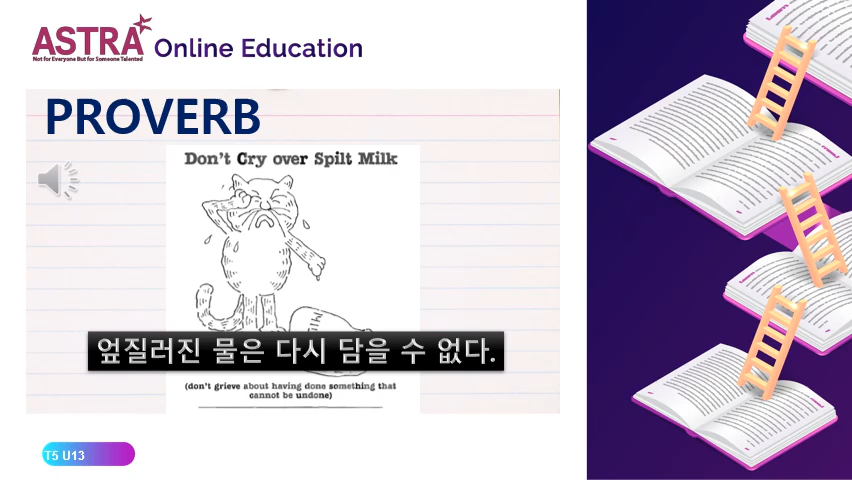 ASTRA
Not for Everyone But for Someone Talented
Online Education
PROVERB
Don't Cry over Spilt Milk
엎질러진 물은 다시 담을 수 없다.
(don't grieve about having done something that
cannot be undone)
T5 U13